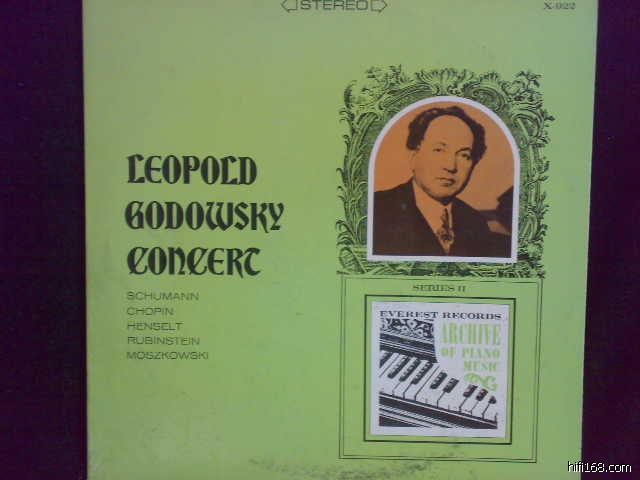 STEREO
X-922
LEOPOLD
GODOWSKY
CONCERT
SCHUMANN
CHOPIN
HENSELT
RUBINSTEIN
MOSZKOWSKI
SERIES II
EVEREST RECORDS
ARCHIVE
OF PIANO
MUSIC
hifi168.com